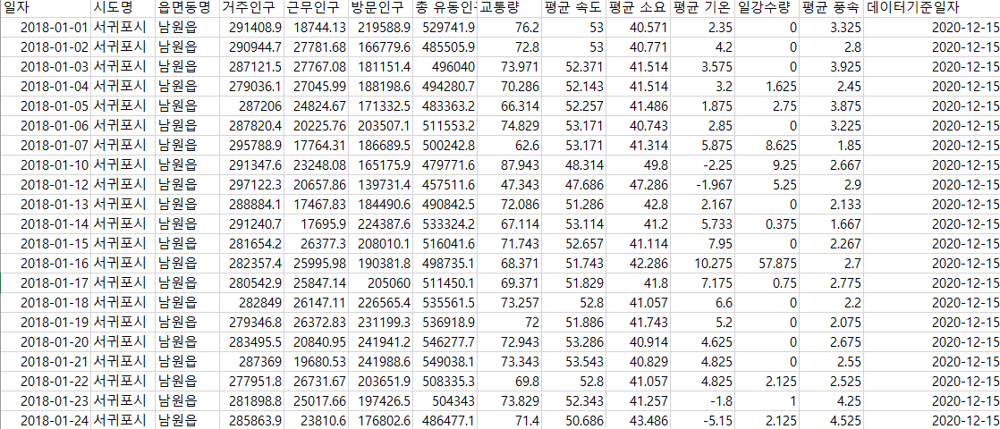 일자 시도명 읍면동명 거주인구 근무인구 방문인구 총 유동인 교통량 평균 속도 평균 소요 평균 기온 일강수량 평균 풍속 데이터기준일자
2018-01-01 서귀포시 남원읍 291408.9 18744.13 219588.9 529741.9 76.2 53 40.571 2.35 0 3.325 2020-12-15
2018-01-02 서귀포시 남원읍 290944.7 27781.68 166779.6 485505.9 72.8 53 40.771 4.2 0 2.8 2020-12-15
2018-01-03 서귀포시 남원읍 287121.5 27767.08 181151.4 496040 73.971 52.371 41.514 3.575 0 3.925 2020-12-15
2018-01-04 서귀포시 남원읍 279036.1 27045.99 188198.6 494280.7 70.286 52.143 41.514 3.2 1.625 2.45 2020-12-15
2018-01-05 서귀포시 남원읍 287206 24824.67 171332.5 483363.2 66.314 52.257 41.486 1.875 2.75 3.875 2020-12-15
2018-01-06 서귀포시 남원읍 287820.4 20225.76 203507.1 511553.2 74.829 53.171 40.743 2.85 0 3.225 2020-12-15
2018-01-07 서귀포시 남원읍 295788.9 17764.31 186689.5 500242.8 62.6 53.171 41.314 5.875 8.625 1.85 2020-12-15
2018-01-10 서귀포시 남원읍 291347.6 23248.08 165175.9 479771.6 87.943 48.314 49.8 -2.25 9.25 2.667 2020-12-15
2018-01-12 서귀포시 남원읍 297122.3 20657.86 139731.4 457511.6 47.343 47.686 47.286 -1.967 5.25 2.9 2020-12-15
2018-01-13 서귀포시 남원읍 288884.1 17467.83 184490.6 490842.5 72.086 51.286 42.8 2.167 0 2.133 2020-12-15
2018-01-14 서귀포시 남원읍 291240.7 17695.9 224387.6 533324.2 67.114 53.114 41.2 5.733 0.375 1.667 2020-12-15
2018-01-15 서귀포시 남원읍 281654.2 26377.3 208010.1 516041.6 71.743 52.657 41.114 7.95 0 2.267 2020-12-15
2018-01-16 서귀포시 남원읍 282357.4 25995.98 190381.8 498735.1 68.371 51.743 42.286 10.275 57.875 2.7 2020-12-15
2018-01-17 서귀포시 남원읍 280542.9 25847.14 205060 511450.1 69.371 51.829 41.8 7.175 0.75 2.775 2020-12-15
2018-01-18 서귀포시 남원읍 282849 26147.11 226565.4 535561.5 73.257 52.8 41.057 6.6 0 2.2 2020-12-15
2018-01-19 서귀포시 남원읍 279346.8 26372.83 231199.3 536918.9 72 51.886 41.743 5.2 0 2.075 2020-12-15
2018-01-20 서귀포시 남원읍 283495.5 20840.95 241941.2 546277.7 72.943 53.286 40.914 4.625 0 2.675 2020-12-15
2018-01-21 서귀포시 남원읍 287369 19680.53 241988.6 549038.1 73.343 53.543 40.829 4.825 0 2.55 2020-12-15
2018-01-22 서귀포시 남원읍 277951.8 26731.67 203651.9 508335.3 69.8 52.8 41.057 4.825 2.125 2.525 2020-12-15
2018-01-23 서귀포시 남원읍 281898.8 25017.66 197426.5 504343 73.829 52.343 41.257 -1.8 1 4.25 2020-12-15
2018-01-24 서귀포시 남원읍 285863.9 23810.6 176802.6 486477.1 71.4 50.686 43.486 -5.15 2.125 4.525 2020-12-15